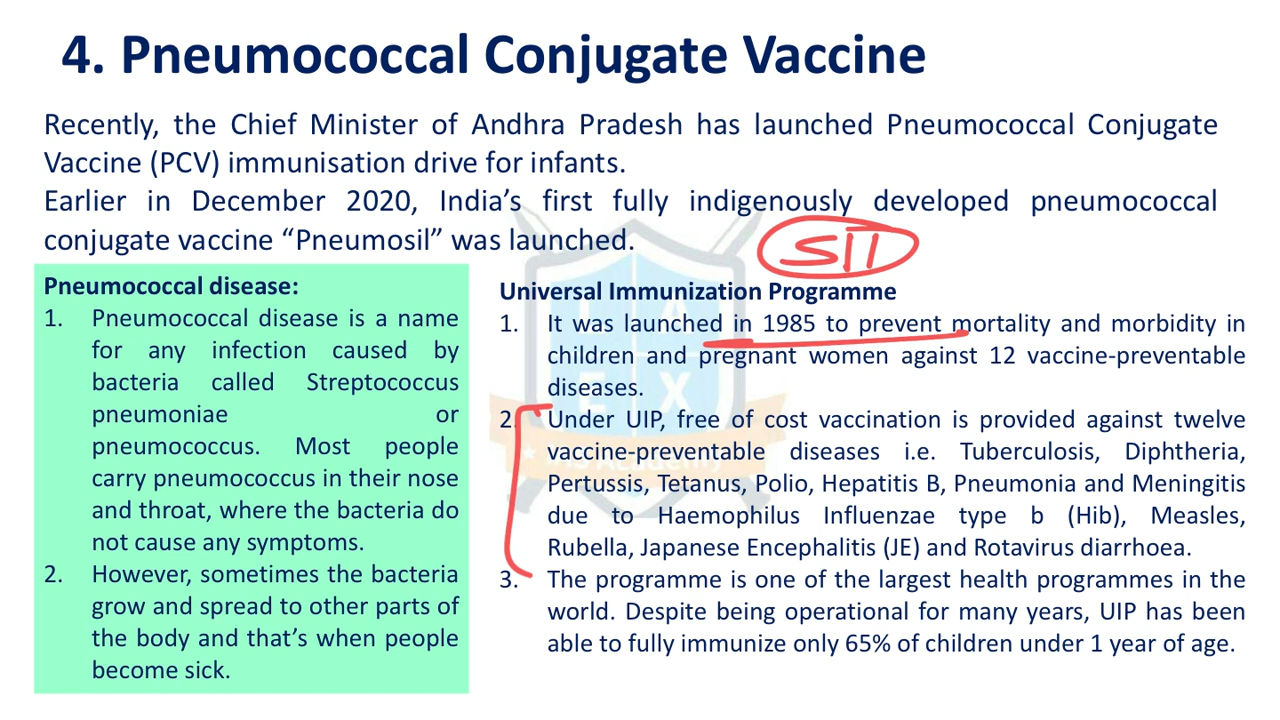 4. Pneumococcal Conjugate Vaccine
Recently, the Chief Minister of Andhra Pradesh has launched Pneumococcal Conjugate
Vaccine (PCV) immunisation drive for infants.
Earlier in December 2020, India's first fully indigenously developed pneumococcal
conjugate vaccine “Pneumosil” was launched.
SII
Pneumococcal disease:
1. Pneumococcal disease is a name
for any infection caused by
bacteria called Streptococcus
pneumoniae or
pneumococcus. Most people
carry pneumococcus in their nose
and throat, where the bacteria do
not cause any symptoms.
2. However, sometimes the bacteria
grow and spread to other parts of
the body and that's when people
become sick.
Universal Immunization Programme
1. It was launched in 1985 to prevent mortality and morbidity in
children and pregnant women against 12 vaccine-preventable
diseases.
2. Under UIP, free of cost vaccination is provided against twelve
vaccine-preventable diseases i.e. Tuberculosis, Diphtheria,
Pertussis, Tetanus, Polio, Hepatitis B, Pneumonia and Meningitis
due to Haemophilus Influenzae type b (Hib), Measles,
Rubella, Japanese Encephalitis (JE) and Rotavirus diarrhoea.
3. The programme is one of the largest health programmes in the
world. Despite being operational for many years, UIP has been
able to fully immunize only 65% of children under 1 year of age.